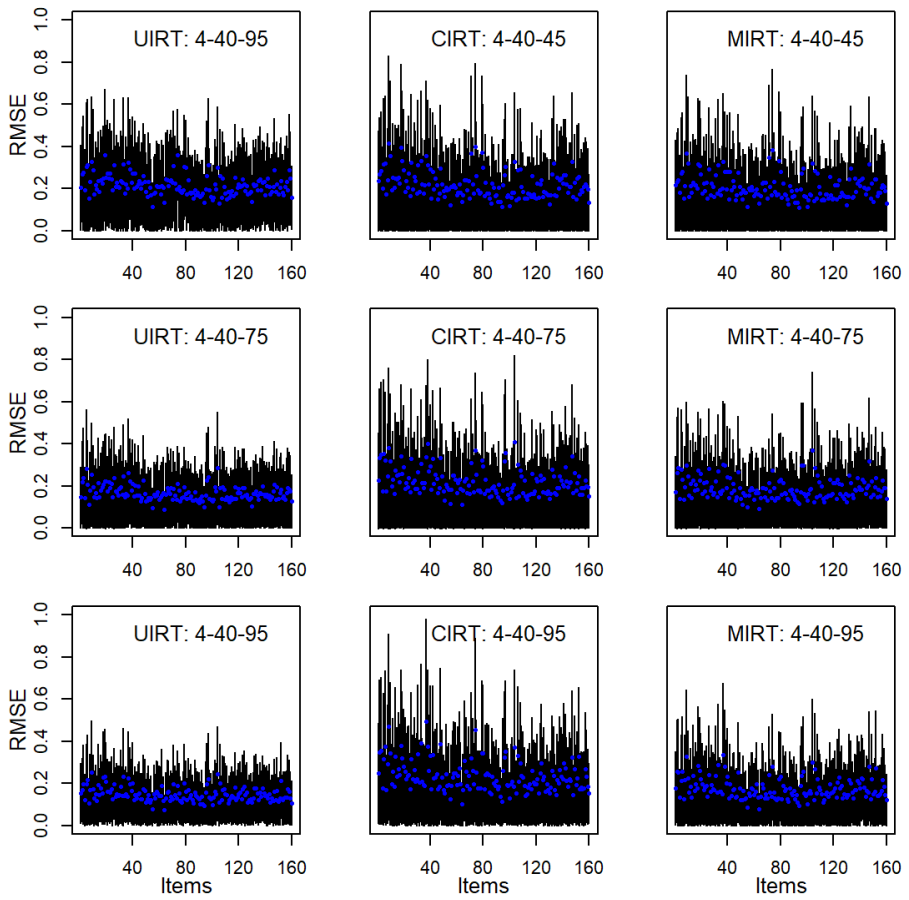 UIRT: 4-40-95
CIRT: 4-40-45
MIRT: 4-40-45
RMSE
0.0 0.2 0.4 0.6 0.8 1.0
40 80 120 160
40 80 120 160
40 80 120 160
UIRT: 4-40-75
CIRT: 4-40-75
MIRT: 4-40-75
RMSE
0.0 0.2 0.4 0.6 0.8 1.0
40 80 120 160
40 80 120 160
40 80 120 160
UIRT: 4-40-95
CIRT: 4-40-95
MIRT: 4-40-95
RMSE
0.0 0.2 0.4 0.6 0.8 1.0
40 80 120 160
40 80 120 160
40 80 120 160
Items
Items
Items